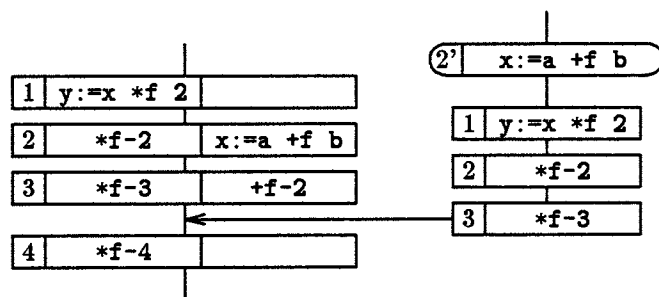 1 y:=x *f 2
2 *f-2 x:=a +f b
3 *f-3 +f-2
4 *f-4
2' x:=a +f b
1 y:=x *f 2
2 *f-2
3 *f-3